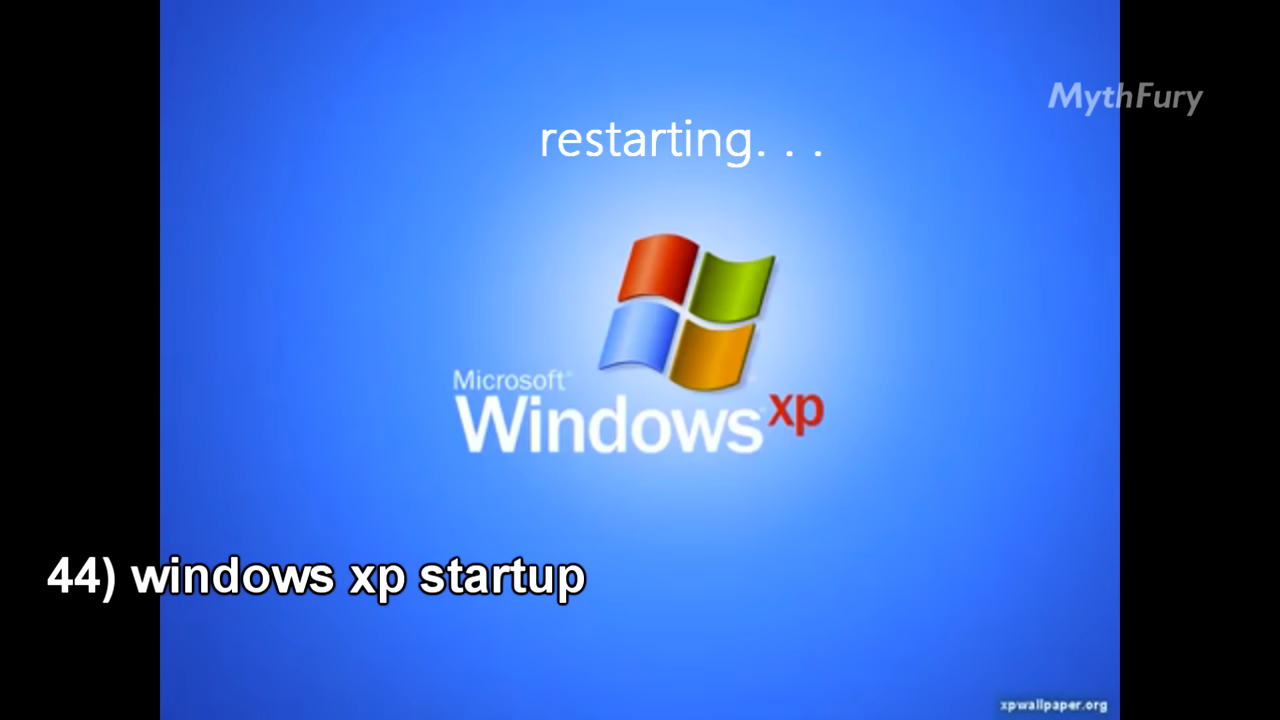 MythFury
restarting. . .
Microsoft®
Windows xp
44) windows xp startup
xpwallpaper.org